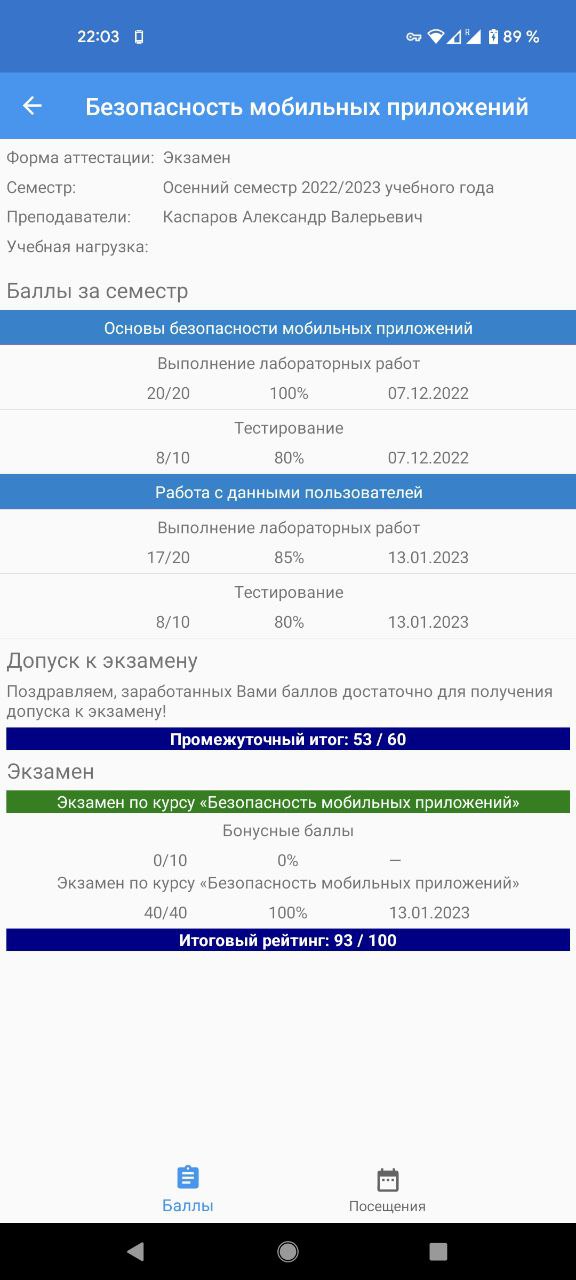 22:03
R
89 %
Безопасность мобильных приложений
Форма аттестации: Экзамен
Семестр: Осенний семестр 2022/2023 учебного года
Преподаватели: Каспаров Александр Валерьевич
Учебная нагрузка:
Баллы за семестр
Основы безопасности мобильных приложений
Выполнение лабораторных работ
20/20 100% 07.12.2022
Тестирование
8/10 80% 07.12.2022
Работа с данными пользователей
Выполнение лабораторных работ
17/20 85% 13.01.2023
Тестирование
8/10 80% 13.01.2023
Допуск к экзамену
Поздравляем, заработанных Вами баллов достаточно для получения
допуска к экзамену!
Промежуточный итог: 53 / 60
Экзамен
Экзамен по курсу «Безопасность мобильных приложений»
Бонусные баллы
0/10 0% —
Экзамен по курсу «Безопасность мобильных приложений»
40/40 100% 13.01.2023
Итоговый рейтинг: 93 / 100
Баллы
Посещения